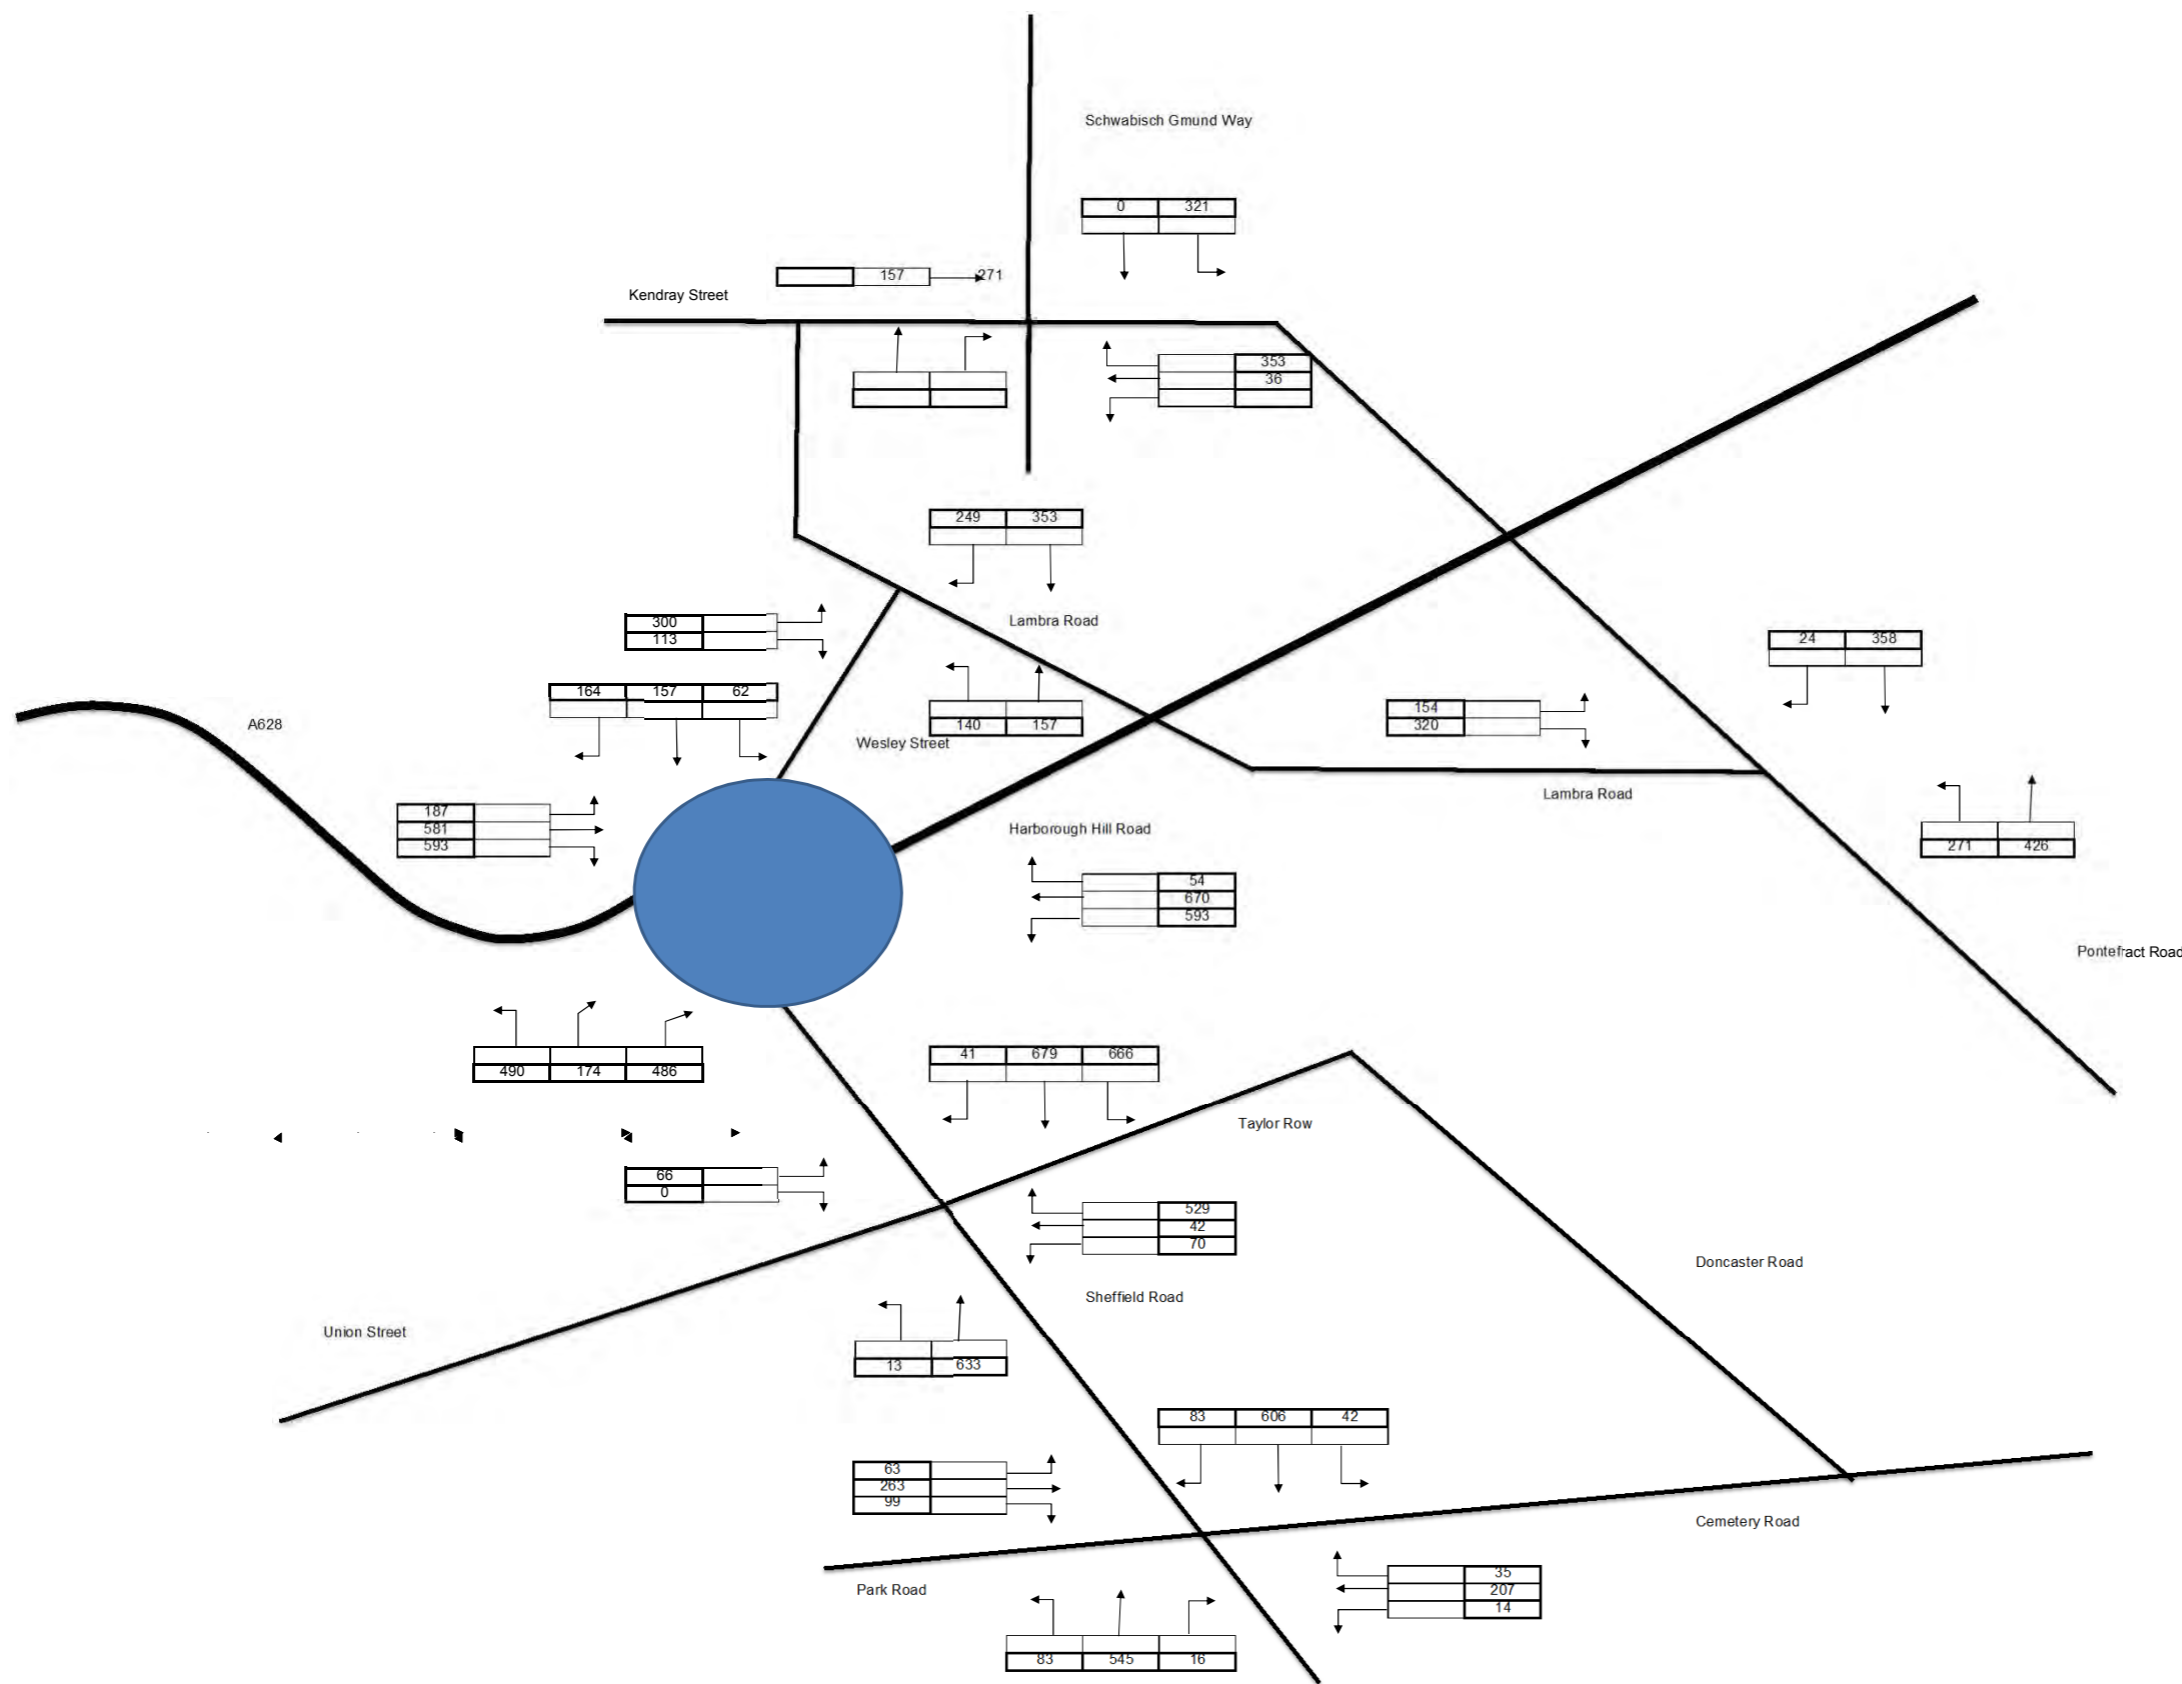 Schwabisch Gmund Way
0 321
157 271
Kendray Street
353
36
249 353
300
113
Lambra Road
24 358
164 157 62
154
320
140 157
A628
Wesley Street
Lambra Road
187
581
593
Harborough Hill Road
271 426
54
670
593
Pontefract Road
490 174 486
41 679 666
Taylor Row
66
0
529
42
70
Doncaster Road
Sheffield Road
Union Street
13 633
83 606 42
63
263
99
Cemetery Road
Park Road
35
207
14
83 545 16